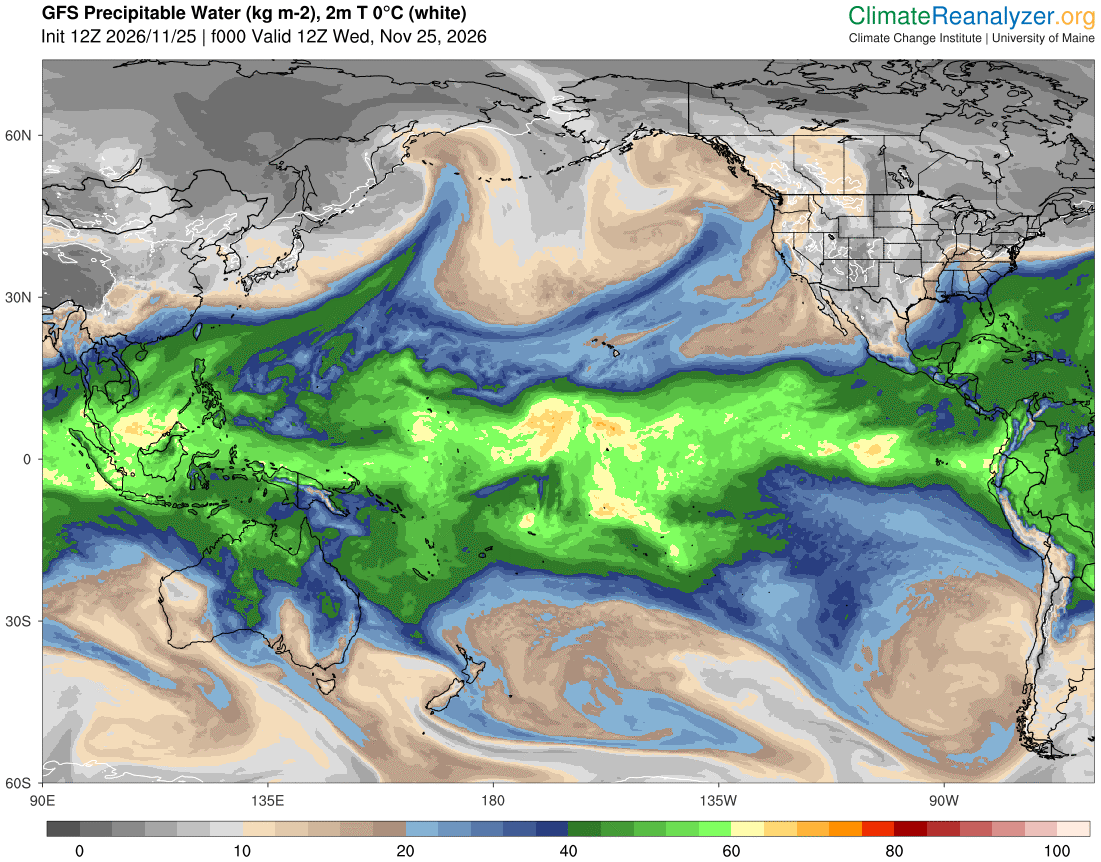 GFS Precipitable Water (kg m-2), 2m T 0°C (white)
Init 12Z 2026/11/25 | f000 Valid 12Z Wed, Nov 25, 2026
ClimateReanalyzer.org
Climate Change Institute | University of Maine
60N
30N
0
30S
60S
90E 135E 180 135W 90W
0 10 20 40 60 80 100